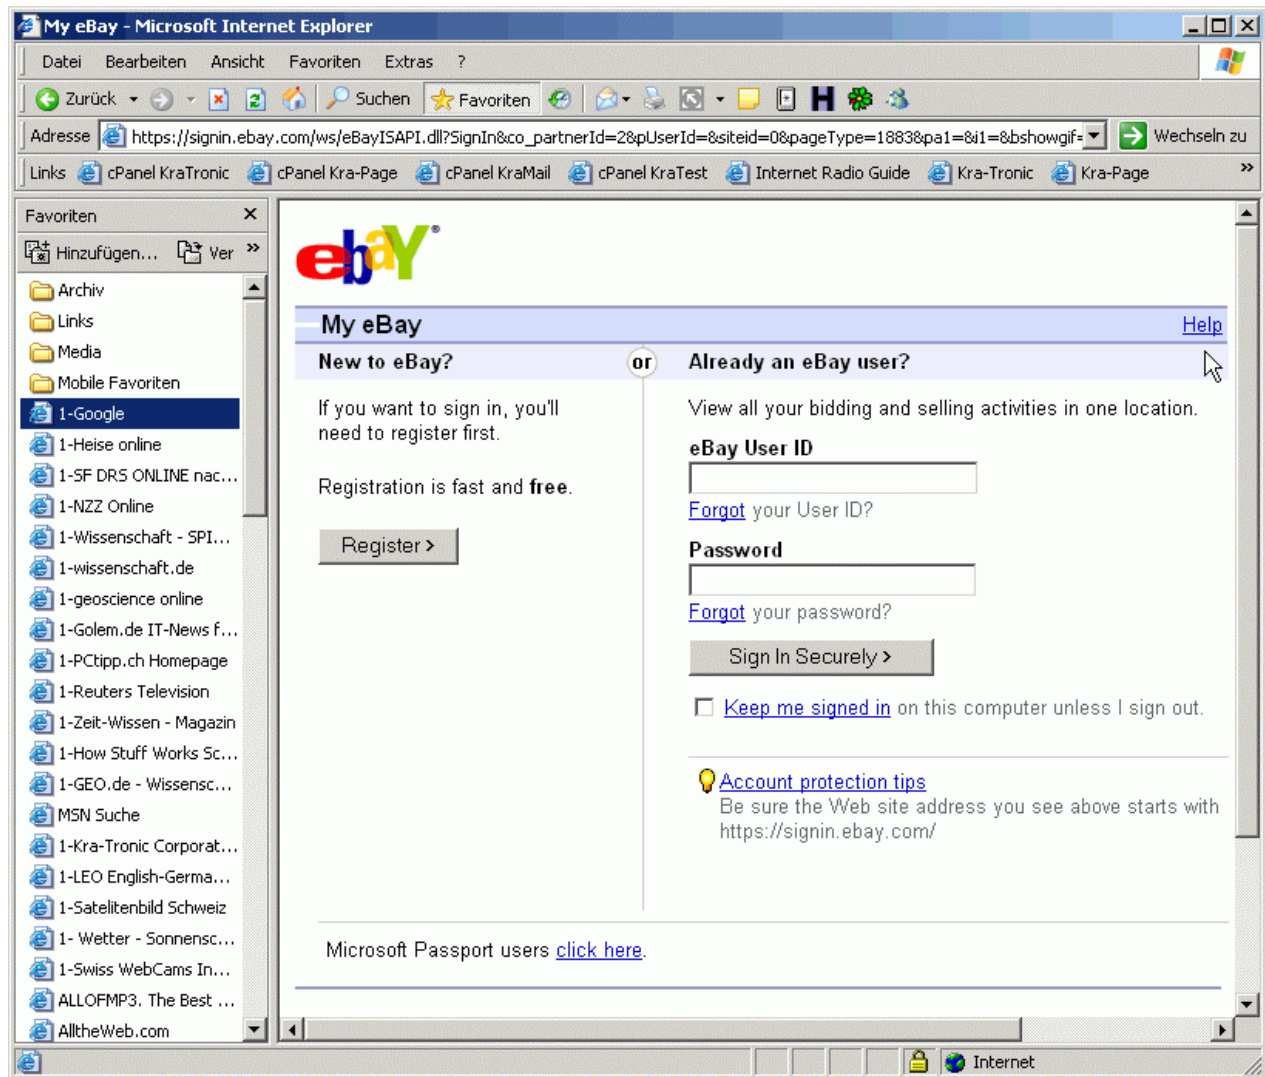 My eBay - Microsoft Internet Explorer
Datei Bearbeiten Ansicht Favoriten Extras ?
Zurück Suchen Favoriten
Adresse https://signin.ebay.com/ws/eBayISAPI.dll?SignIn&co_partnerId=2&pUserId=&siteid=0&pageType=1883&pa1=&i1=&bshowgif= Wechseln zu
Links cPanel KraTronic cPanel Kra-Page cPanel KraMail cPanel KraTest Internet Radio Guide Kra-Tronic Kra-Page »
Favoriten
Hinzufügen... Ver »
Archiv
Links
Media
Mobile Favoriten
1-Google
1-Heise online
1-SF DRS ONLINE nac...
1-NZZ Online
1-Wissenschaft - SPI...
1-wissenschaft.de
1-geoscience online
1-Golem.de IT-News f...
1-PCtipp.ch Homepage
1-Reuters Television
1-Zeit-Wissen - Magazin
1-How Stuff Works Sc...
1-GEO.de - Wissensc...
MSN Suche
1-Kra-Tronic Corporat...
1-LEO English-Germa...
1-Satelitenbild Schweiz
1- Wetter - Sonnensc...
1-Swiss WebCams In...
ALLOFMP3. The Best ...
AlltheWeb.com
ebaY®
My eBay Help
New to eBay? or Already an eBay user?
If you want to sign in, you'll
need to register first.
Registration is fast and free.
Register >
View all your bidding and selling activities in one location.
eBay User ID
Forgot your User ID?
Password
Forgot your password?
Sign In Securely >
Keep me signed in on this computer unless I sign out.
Account protection tips
Be sure the Web site address you see above starts with
https://signin.ebay.com/
Microsoft Passport users click here.
Internet